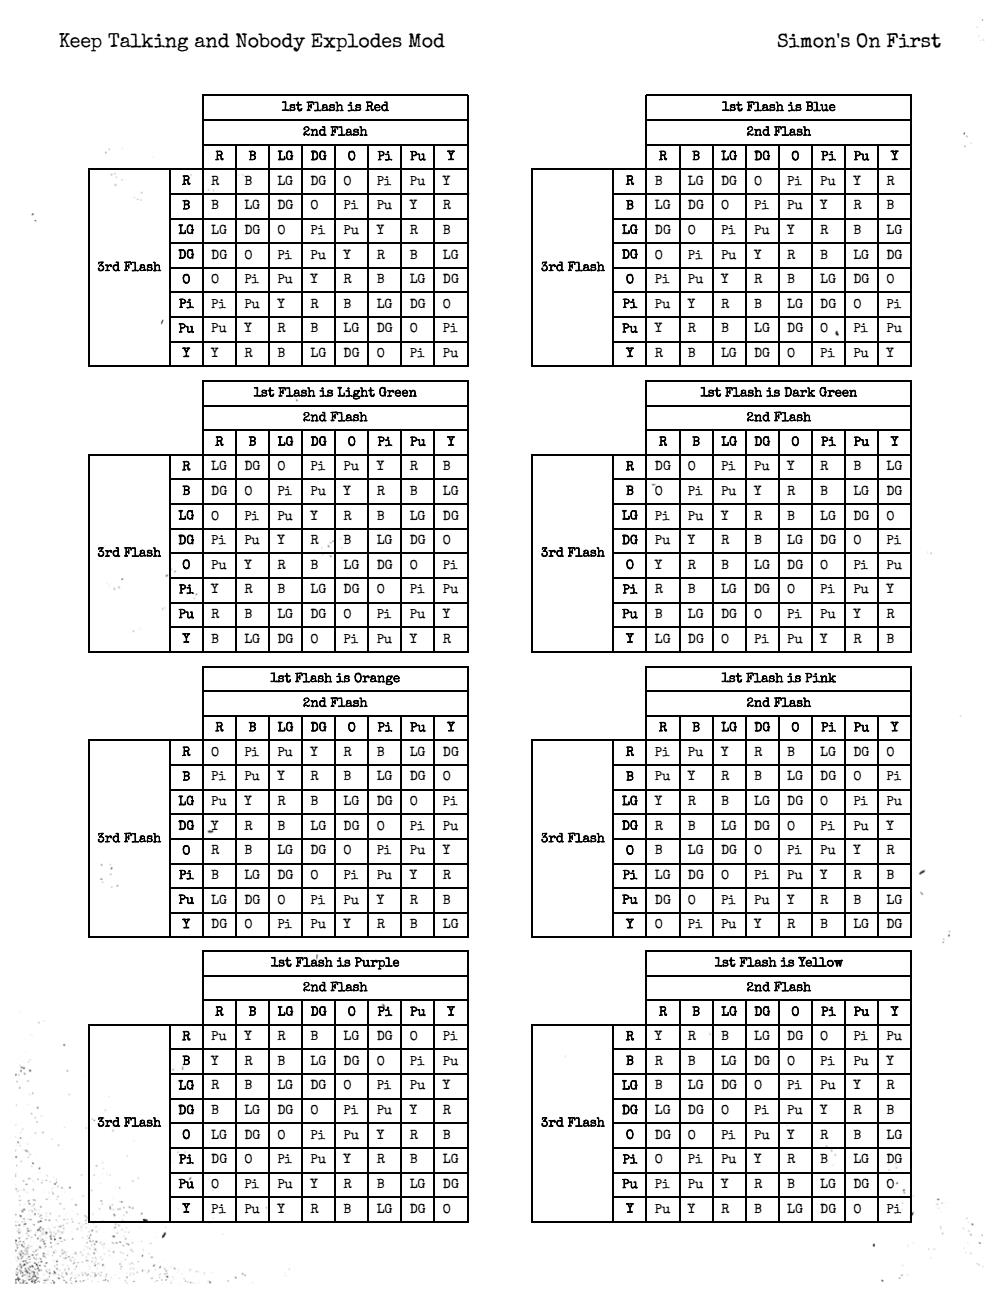 Keep Talking and Nobody Explodes Mod
Simon's On First
1st Flash is Red
2nd Flash
R B LG DG O Pi Pu Y
3rd Flash
R R B LG DG O Pi Pu Y
B B LG DG O Pi Pu Y R
LG LG DG O Pi Pu Y R B
DG DG O Pi Pu Y R B LG
O O Pi Pu Y R B LG DG
Pi Pi Pu Y R B LG DG O
Pu Pu Y R B LG DG O Pi
Y Y R B LG DG O Pi Pu
1st Flash is Blue
2nd Flash
R B LG DG O Pi Pu Y
3rd Flash
R B LG DG O Pi Pu Y R
B LG DG O Pi Pu Y R B
LG DG O Pi Pu Y R B LG
DG O Pi Pu Y R B LG DG
O Pi Pu Y R B LG DG O
Pi Pu Y R B LG DG O Pi
Pu Y R B LG DG O Pi Pu
Y R B LG DG O Pi Pu Y
1st Flash is Light Green
2nd Flash
R B LG DG O Pi Pu Y
3rd Flash
R LG DG O Pi Pu Y R B
B DG O Pi Pu Y R B LG
LG O Pi Pu Y R B LG DG
DG Pi Pu Y R B LG DG O
O Pu Y R B LG DG O Pi
Pi Y R B LG DG O Pi Pu
Pu R B LG DG O Pi Pu Y
Y B LG DG O Pi Pu Y R
1st Flash is Dark Green
2nd Flash
R B LG DG O Pi Pu Y
3rd Flash
R DG O Pi Pu Y R B LG
B O Pi Pu Y R B LG DG
LG Pi Pu Y R B LG DG O
DG Pu Y R B LG DG O Pi
O Y R B LG DG O Pi Pu
Pi R B LG DG O Pi Pu Y
Pu B LG DG O Pi Pu Y R
Y LG DG O Pi Pu Y R B
1st Flash is Orange
2nd Flash
R B LG DG O Pi Pu Y
3rd Flash
R O Pi Pu Y R B LG DG
B Pi Pu Y R B LG DG O
LG Pu Y R B LG DG O Pi
DG Y R B LG DG O Pi Pu
O R B LG DG O Pi Pu Y
Pi B LG DG O Pi Pu Y R
Pu LG DG O Pi Pu Y R B
Y DG O Pi Pu Y R B LG
1st Flash is Pink
2nd Flash
R B LG DG O Pi Pu Y
3rd Flash
R Pi Pu Y R B LG DG O
B Pu Y R B LG DG O Pi
LG Y R B LG DG O Pi Pu
DG R B LG DG O Pi Pu Y
O B LG DG O Pi Pu Y R
Pi LG DG O Pi Pu Y R B
Pu DG O Pi Pu Y R B LG
Y O Pi Pu Y R B LG DG
1st Flash is Purple
2nd Flash
R B LG DG O Pi Pu Y
3rd Flash
R Pu Y R B LG DG O Pi
B Y R B LG DG O Pi Pu
LG R B LG DG O Pi Pu Y
DG B LG DG O Pi Pu Y R
O LG DG O Pi Pu Y R B
Pi DG O Pi Pu Y R B LG
Pu O Pi Pu Y R B LG DG
Y Pi Pu Y R B LG DG O
1st Flash is Yellow
2nd Flash
R B LG DG O Pi Pu Y
3rd Flash
R Y R B LG DG O Pi Pu
B R B LG DG O Pi Pu Y
LG B LG DG O Pi Pu Y R
DG LG DG O Pi Pu Y R B
O DG O Pi Pu Y R B LG
Pi O Pi Pu Y R B LG DG
Pu Pi Pu Y R B LG DG O
Y Pu Y R B LG DG O Pi